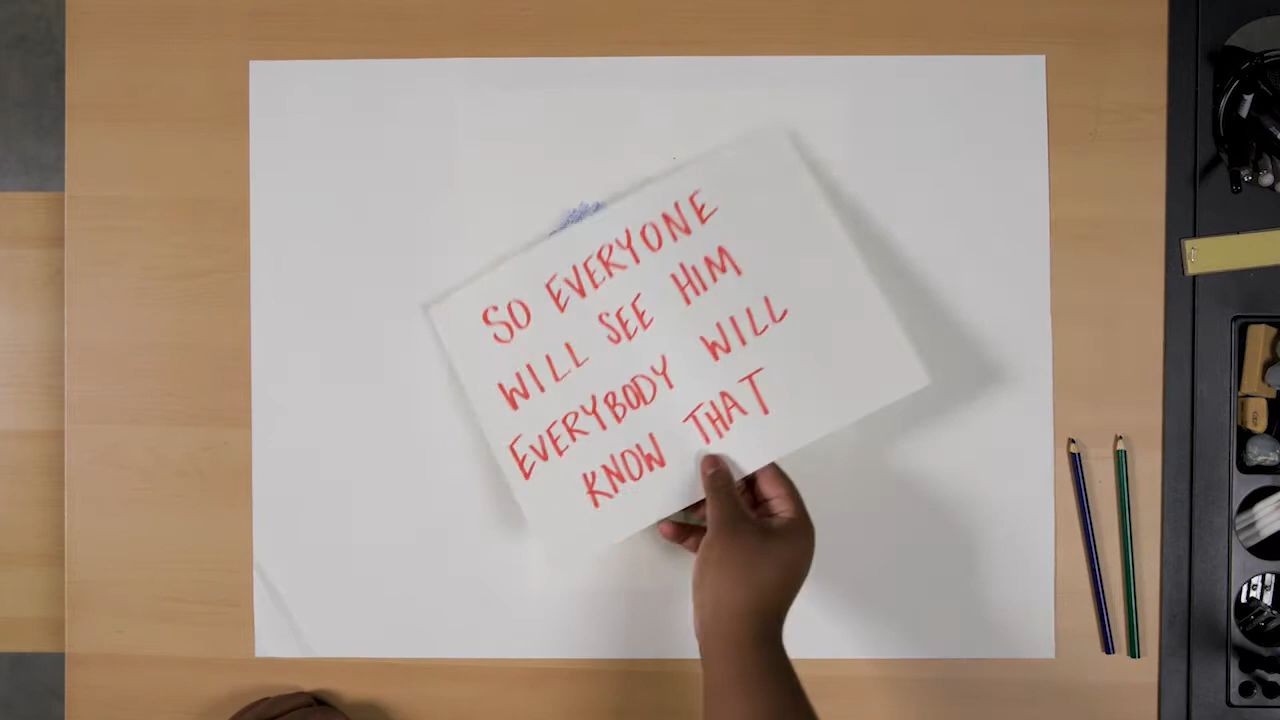 SO EVERYONE
WILL SEE HIM
EVERYBODY WILL
KNOW THAT